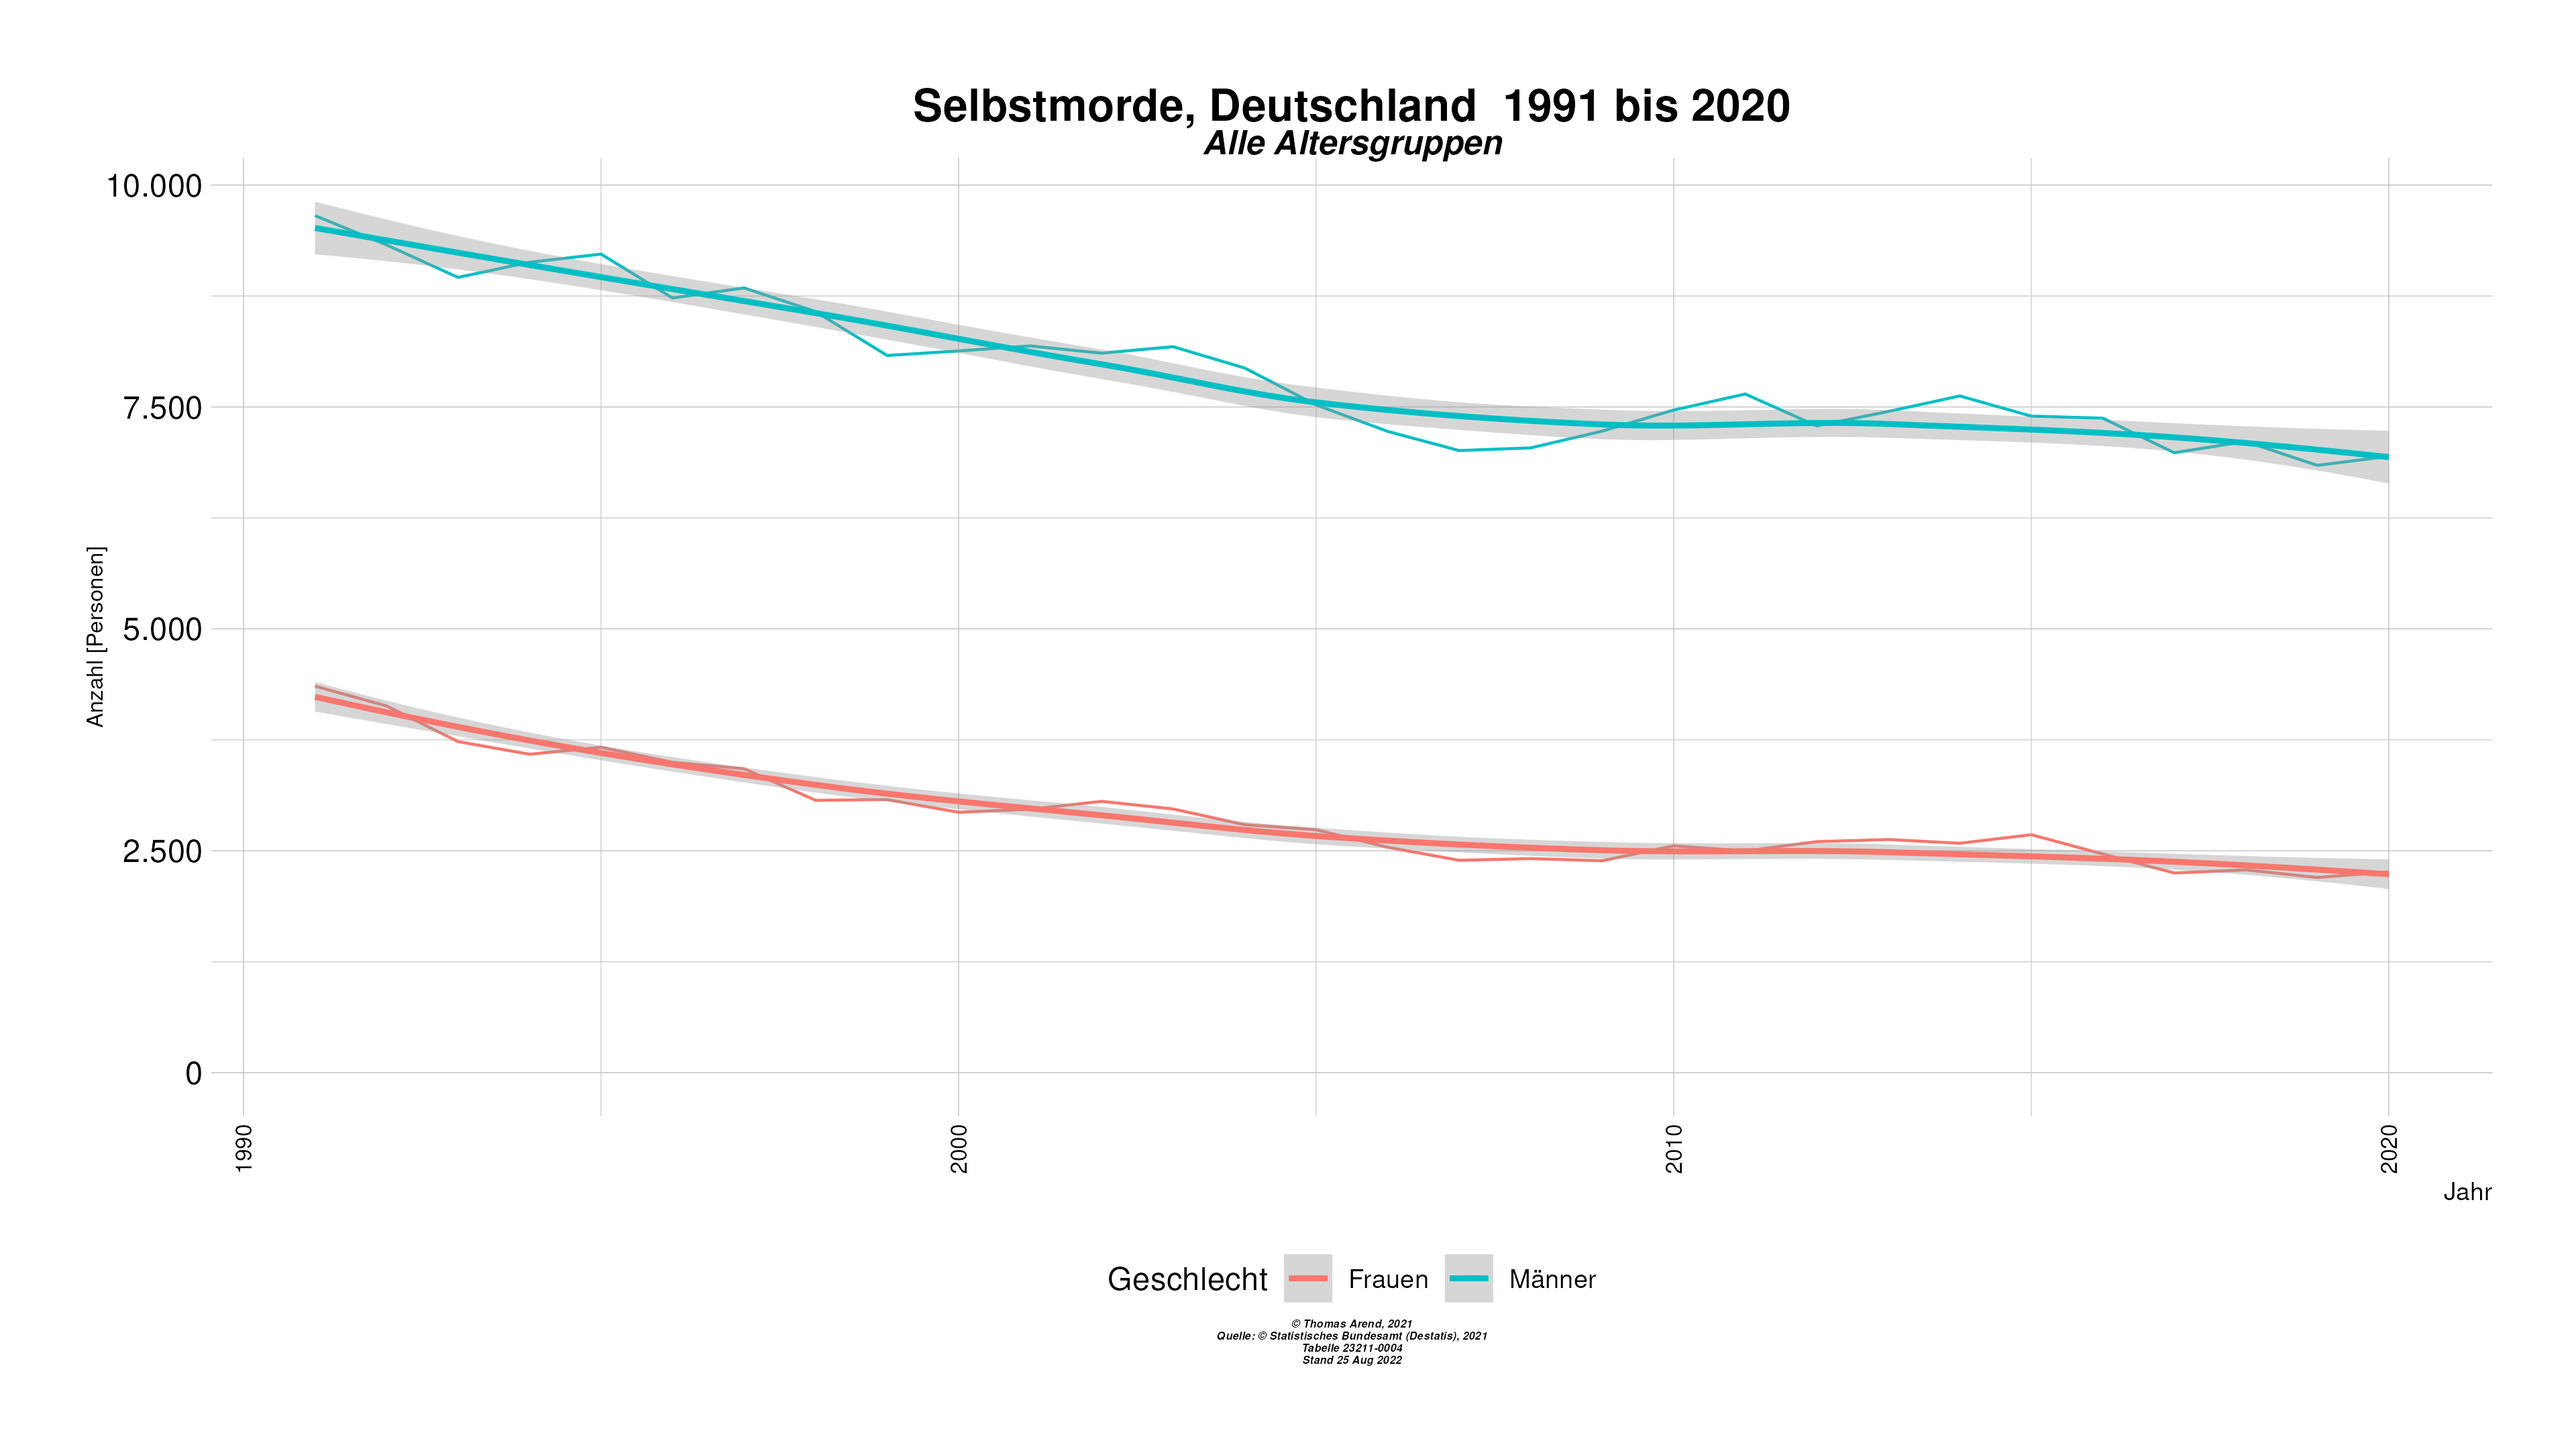 Selbstmorde, Deutschland  1991 bis 2020
Alle Altersgruppen
Anzahl [Personen]
10.000
7.500
5.000
2.500
0
1990
2000
2010
2020
Jahr
Geschlecht Frauen Männer
© Thomas Arend, 2021
Quelle: © Statistisches Bundesamt (Destatis), 2021
Tabelle 23211-0004
Stand 25 Aug 2022